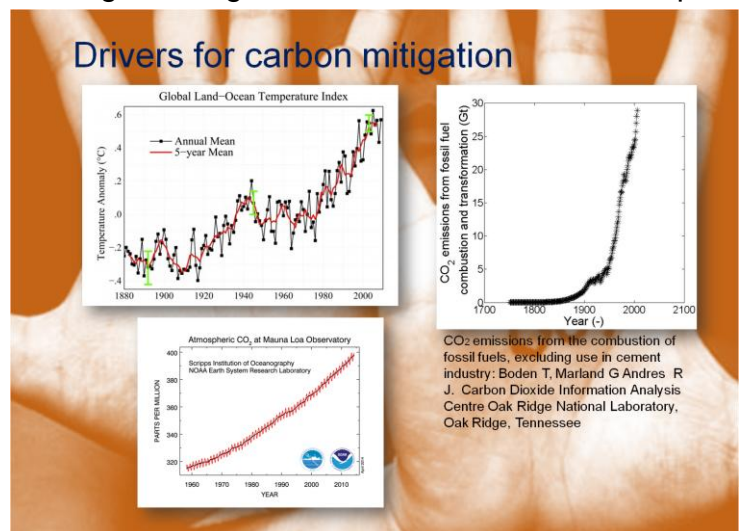 Drivers for carbon mitigation
Global Land−Ocean Temperature Index
Annual Mean
5−year Mean
Temperature Anomaly (°C)
.6
.4
.2
.0
−.2
−.4
1880 1900 1920 1940 1960 1980 2000
CO2 emissions from fossil fuel
combustion and transformation (Gt)
30
25
20
15
10
5
0
1700 1800 1900 2000 2100
Year (-)
Atmospheric CO2 at Mauna Loa Observatory
Scripps Institution of Oceanography
NOAA Earth System Research Laboratory
PARTS PER MILLION
400
380
360
340
320
1960 1970 1980 1990 2000 2010
YEAR
CO2 emissions from the combustion of
fossil fuels, excluding use in cement
industry: Boden T, Marland G Andres R
J. Carbon Dioxide Information Analysis
Centre Oak Ridge National Laboratory,
Oak Ridge, Tennessee